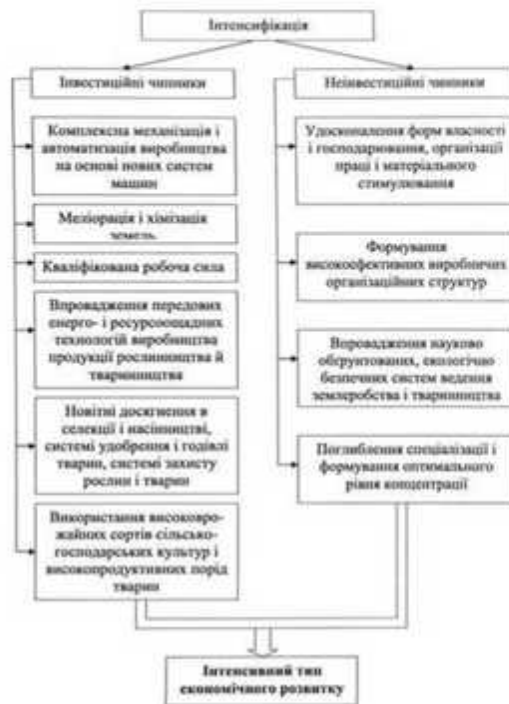 Інтенсифікація
Інвестиційні чинники
Комплексна механізація і
автоматизація виробництва
на основі нових систем
машин
Меліорація і хімізація
земель.
Кваліфікована робоча сила
Впровадження передових
енерго- і ресурсоощадних
технологій виробництва
продукції рослинництва й
тваринництва
Новітні досягнення в
селекції і насінництві,
системі удобрення і годівлі
тварин, системі захисту
рослин і тварин
Використання високовро-
жайних сортів сільсько-
господарських культур і
високопродуктивних порід
тварин
Неінвестиційні чинники
Удосконалення форм власності
і господарювання, організації
праці і матеріального
стимулювання
Формування
високоефективних виробничих
організаційних структур
Впровадження науково
обґрунтованих, екологічно
безпечних систем ведення
землеробства і тваринництва
Поглиблення спеціалізації і
формування оптимального
рівня концентрації
Інтенсивний тип
економічного розвитку